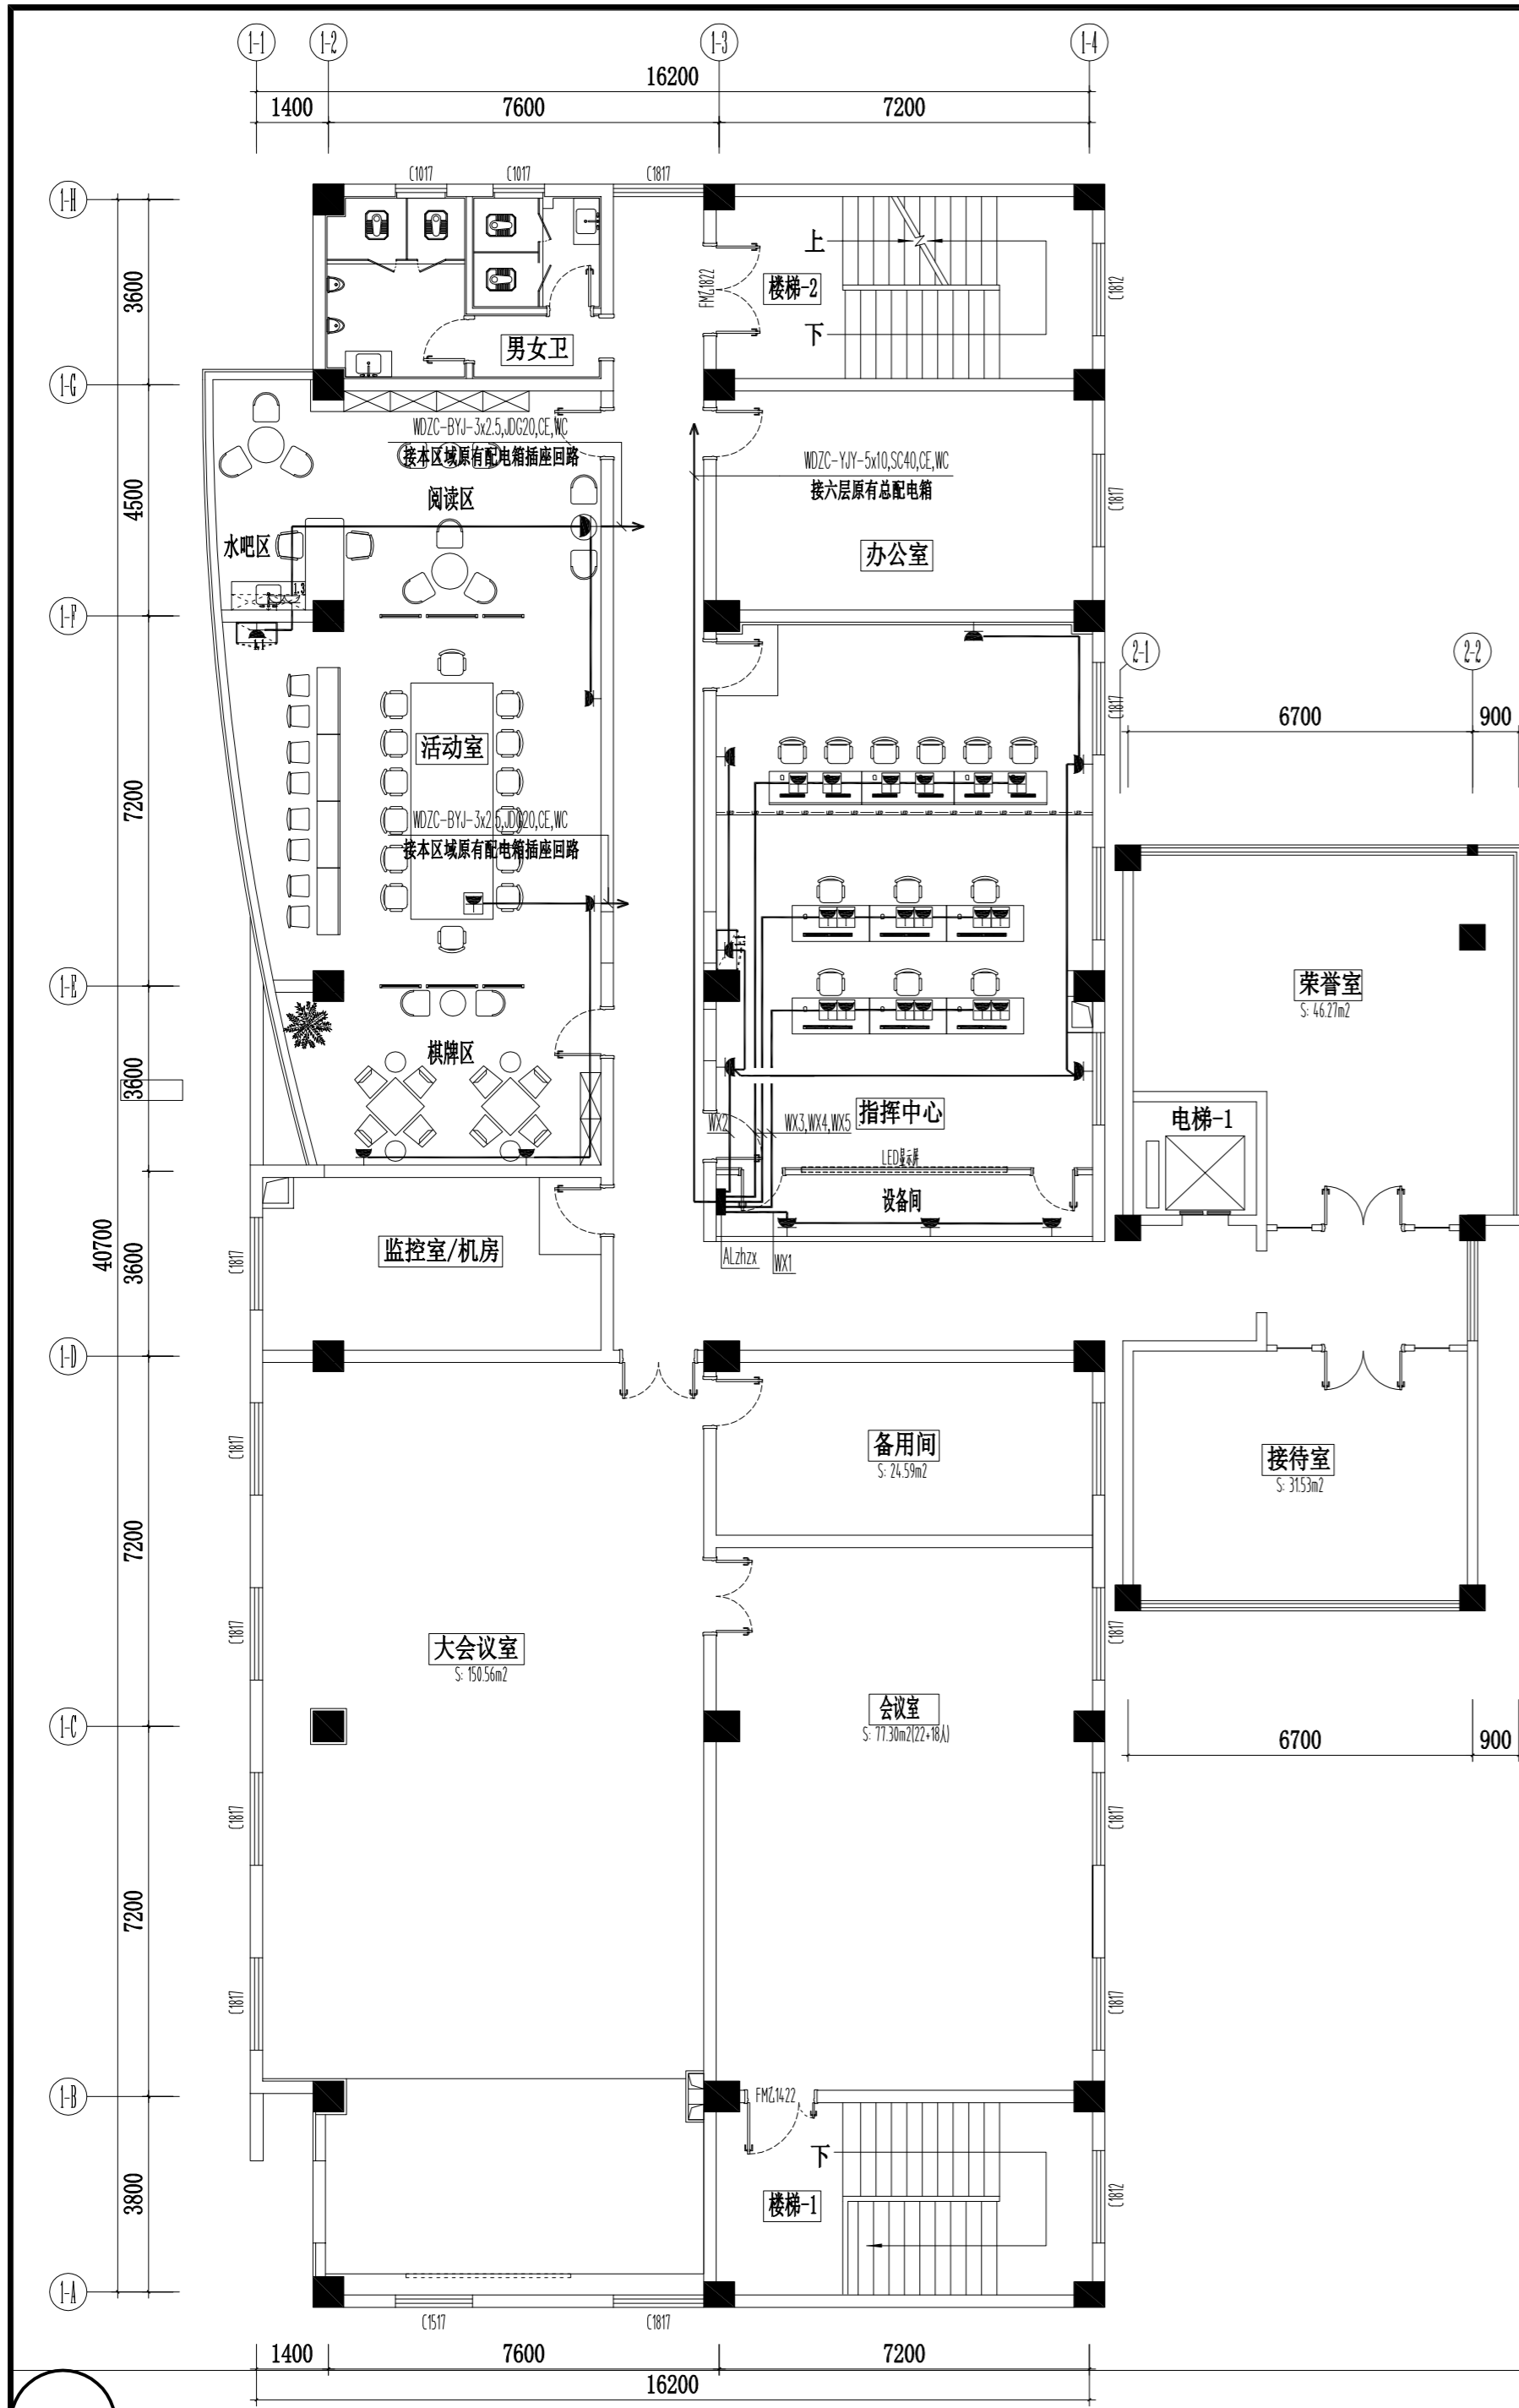 1-1
1-2
1-3
1-4
16200
1400
7600
7200
C1017
C1017
C1817
1-H
3600
上
FMZ1822
楼梯-2
C1812
下
男女卫
1-G
WDZC-BYJ-3x2.5,JDG20,CE,WC
接本区域原有配电箱插座回路
WDZC-YJY-5x10,SC40,CE,WC
接六层原有总配电箱
4500
阅读区
C1817
水吧区
办公室
1-F
2-1
2-2
C1817
6700
900
活动室
7200
WDZC-BYJ-3x2.5,JDG20,CE,WC
接本区域原有配电箱插座回路
1-E
荣誉室
S: 46.27m2
棋牌区
3600
指挥中心
WX2
WX3,WX4,WX5
电梯-1
LED显示屏
设备间
监控室/机房
40700
3600
C1817
ALzhzx
WX1
1-D
备用间
S: 24.59m2
接待室
S: 31.53m2
C1817
7200
大会议室
S: 150.56m2
C1817
C1817
会议室
S: 77.30m2(22+18人)
1-C
6700
900
C1817
C1817
7200
C1817
C1817
1-B
FMZ1422
下
3800
楼梯-1
C1812
1-A
C1517
C1817
1400
7600
7200
16200